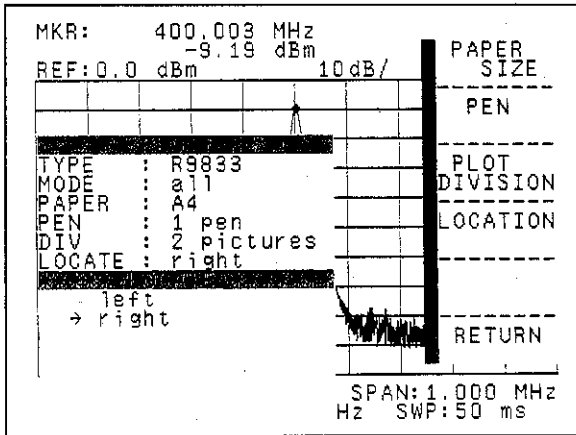 MKR: 400.003 MHz
-9.19 dBm
REF:0.0 dBm 10dB/
TYPE : R9833
MODE : all
PAPER : A4
PEN : 1 pen
DIV : 2 pictures
LOCATE : right
left
→ right
PAPER SIZE
PEN
PLOT DIVISION
LOCATION
RETURN
SPAN:1.000 MHz
Hz SWP:50 ms